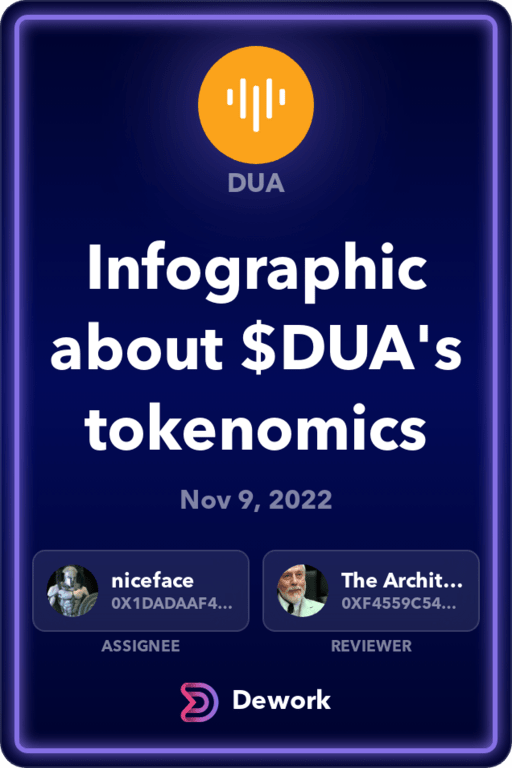 DUA
Infographic
about $DUA's
tokenomics
Nov 9, 2022
niceface
0X1DADAAF4...
The Archit...
0XF4559C54...
ASSIGNEE
REVIEWER
Dework